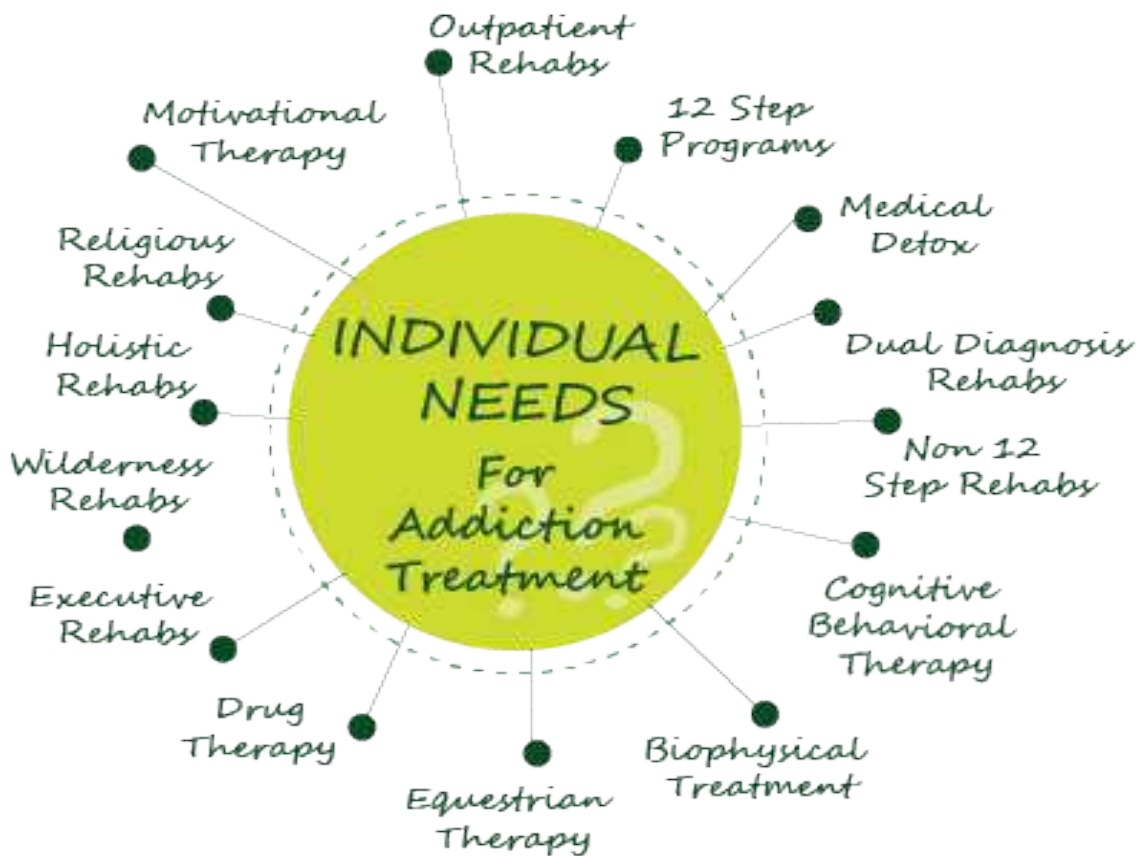 Outpatient
Rehabs
12 Step
Programs
Medical
Detox
Dual Diagnosis
Rehabs
Non 12
Step Rehabs
Cognitive
Behavioral
Therapy
Biophysical
Treatment
Equestrian
Therapy
Drug
Therapy
Executive
Rehabs
Wilderness
Rehabs
Holistic
Rehabs
Religious
Rehabs
Motivational
Therapy
INDIVIDUAL
NEEDS
For
Addiction
Treatment
???